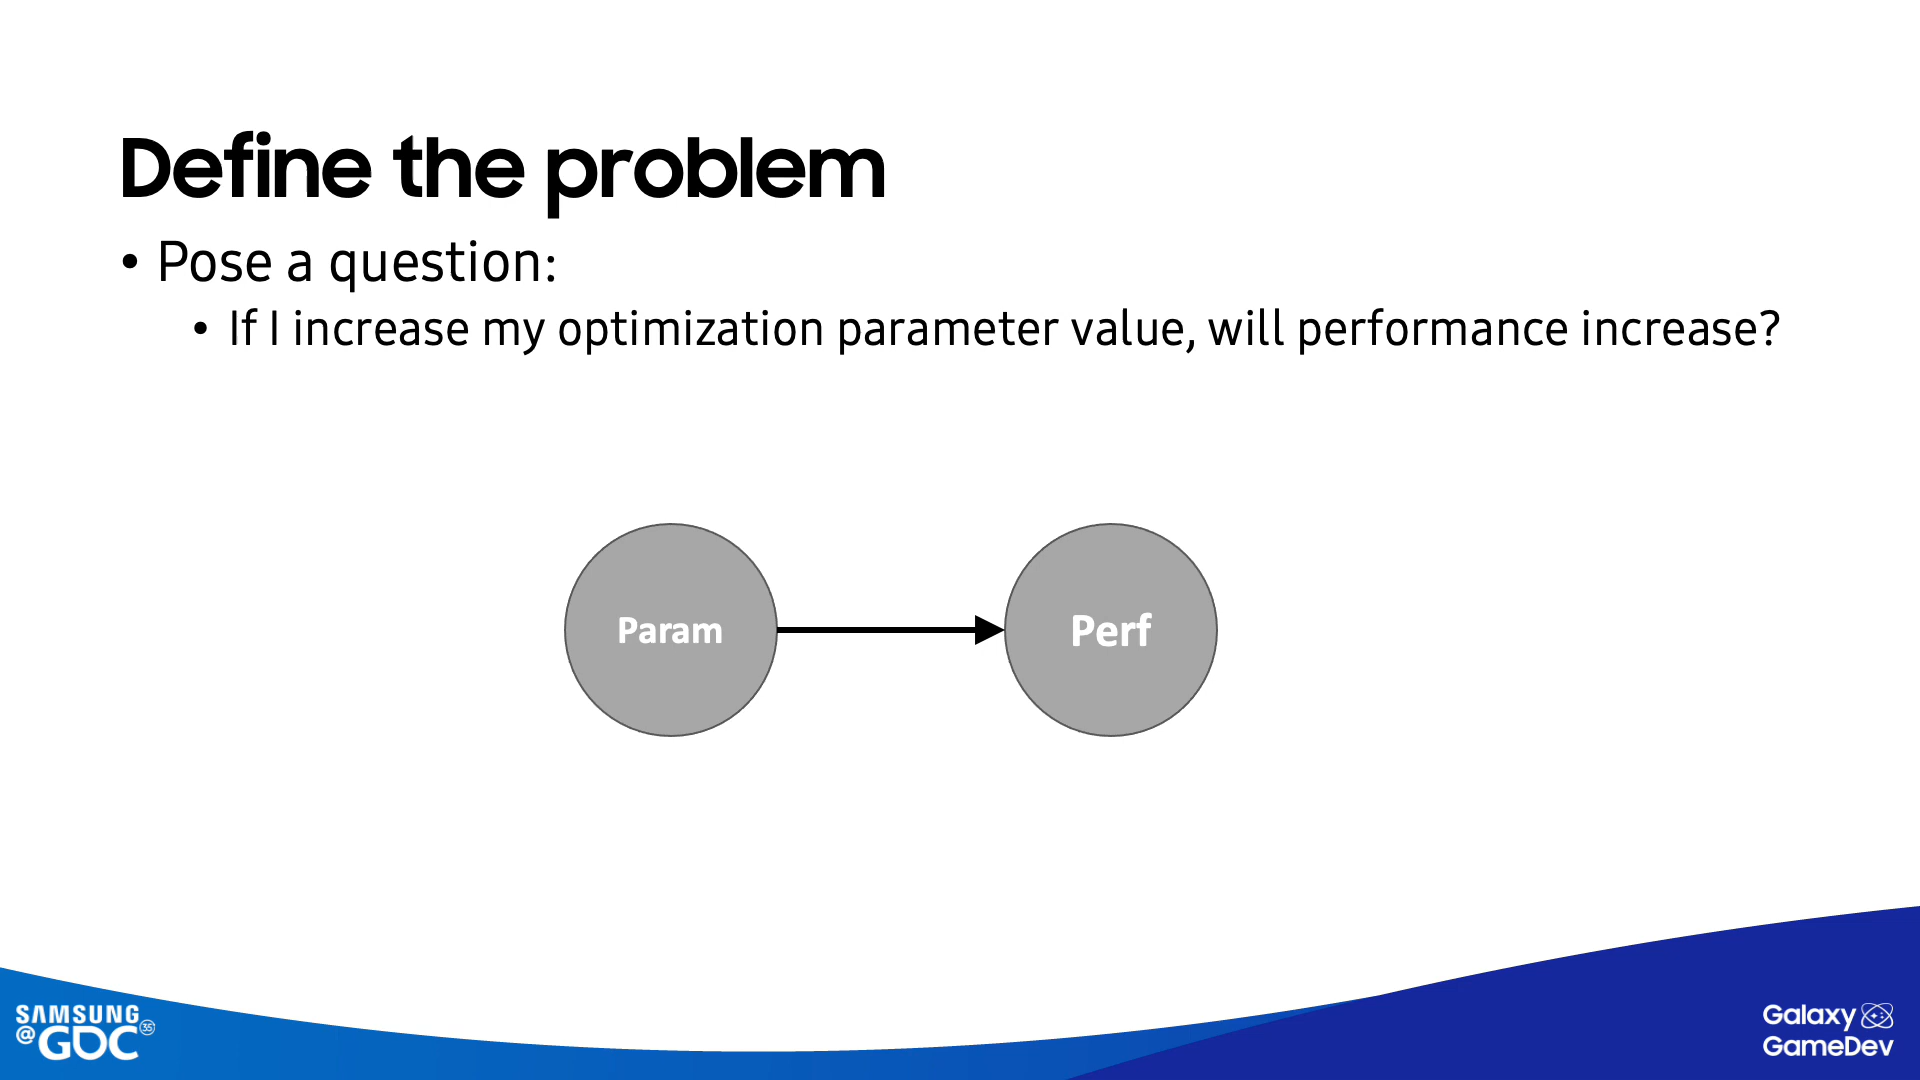 Define the problem
• Pose a question:
• If I increase my optimization parameter value, will performance increase?
Param
Perf
SAMSUNG
@GDC 35
Galaxy
GameDev